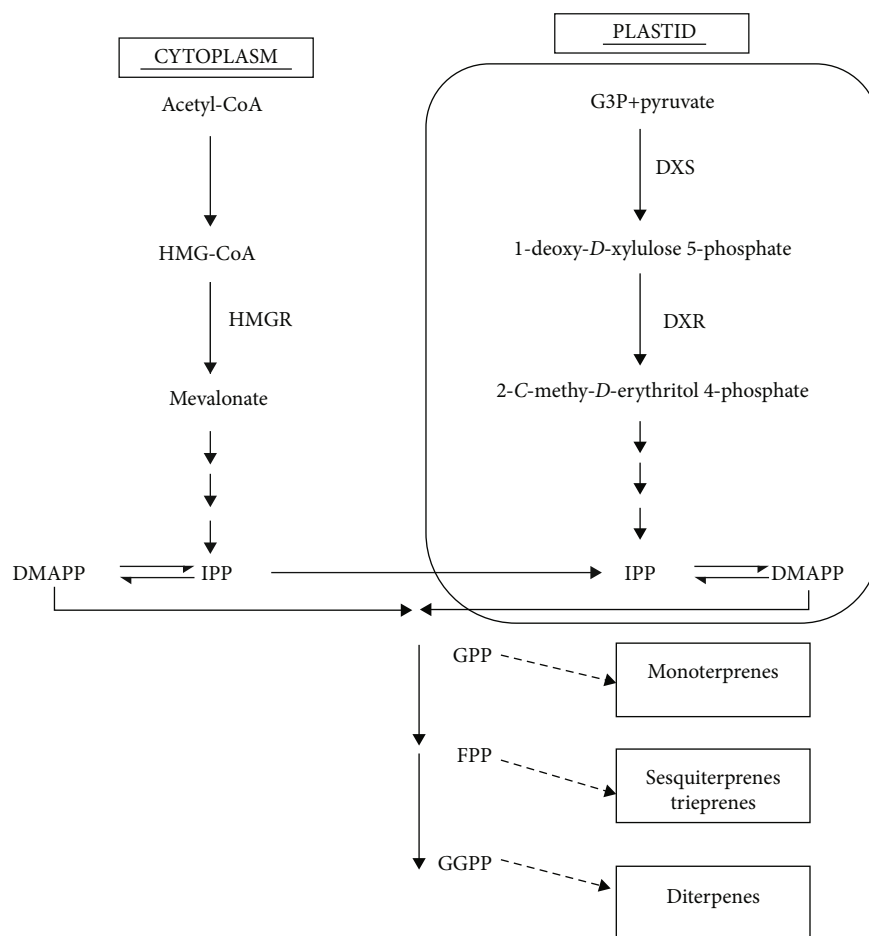 CYTOPLASM
PLASTID
Acetyl-CoA
G3P+pyruvate
DXS
HMG-CoA
1-deoxy-D-xylulose 5-phosphate
HMGR
DXR
Mevalonate
2-C-methy-D-erythritol 4-phosphate
DMAPP
IPP
IPP
DMAPP
GPP
Monoterprenes
FPP
Sesquiterprenes
trieprenes
GGPP
Diterpenes